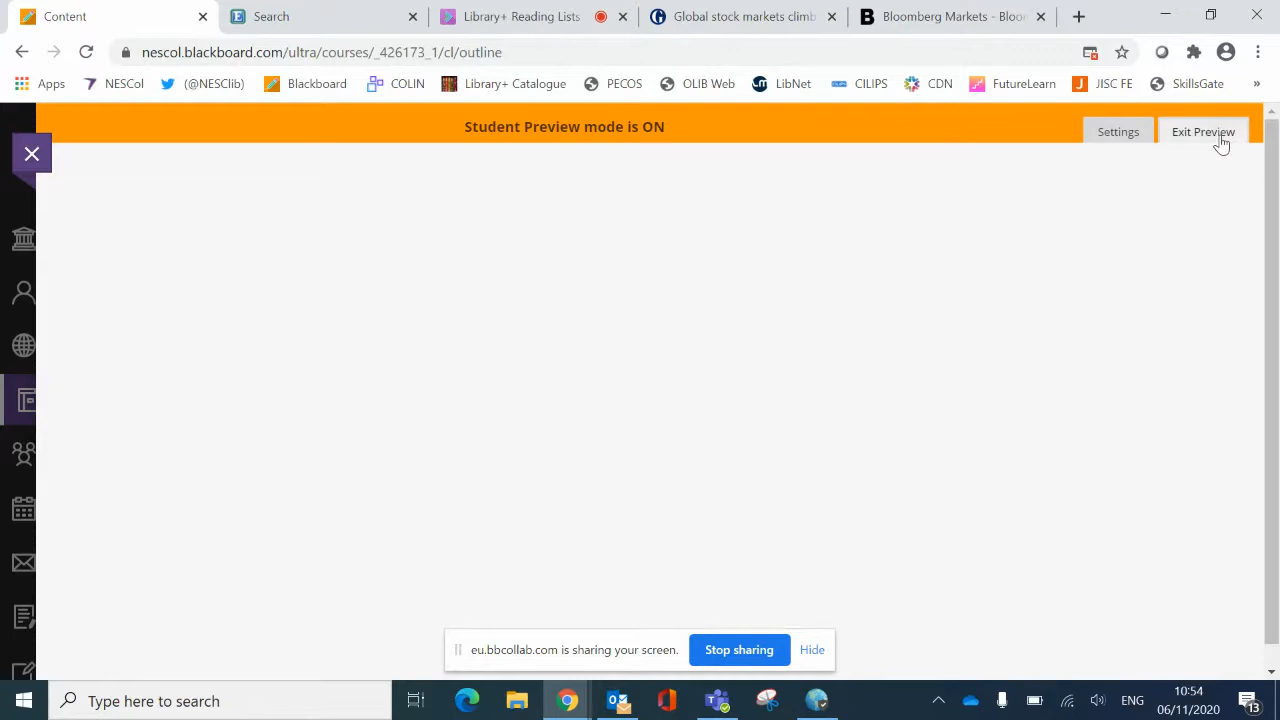 Content
Search
Library+ Reading Lists
Global stock markets climb
Bloomberg Markets - Bloo
nescol.blackboard.com/ultra/courses/_426173_1/cl/outline
Apps
NESCol
(@NESClib)
Blackboard
COLIN
Library+ Catalogue
PECOS
OLIB Web
LibNet
CILIPS
CDN
FutureLearn
JISC FE
SkillsGate
»
Student Preview mode is ON
Settings
Exit Preview
eu.bbcollab.com is sharing your screen.
Stop sharing
Hide
Type here to search
ENG
10:54
06/11/2020
13